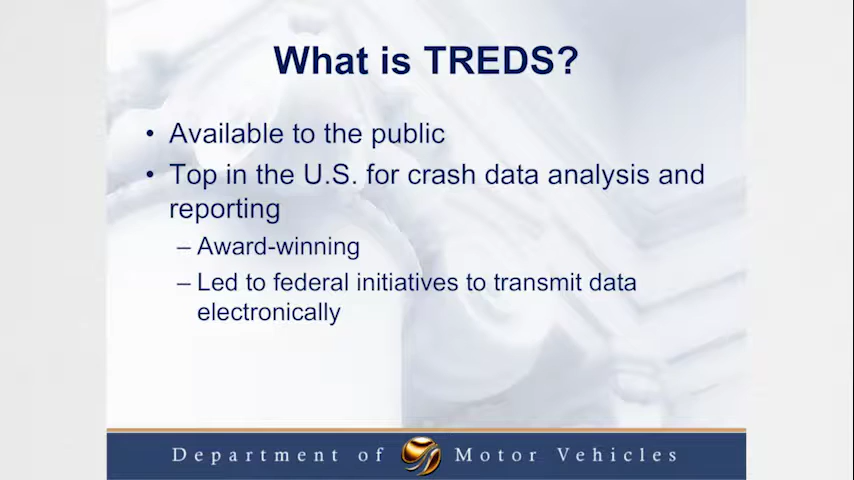 What is TREDS?
• Available to the public
• Top in the U.S. for crash data analysis and
reporting
– Award-winning
– Led to federal initiatives to transmit data
electronically
Department of Motor Vehicles